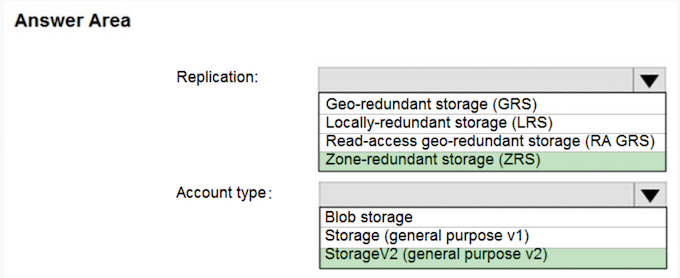 Answer Area
Replication:
Geo-redundant storage (GRS)
Locally-redundant storage (LRS)
Read-access geo-redundant storage (RA GRS)
Zone-redundant storage (ZRS)
Account type:
Blob storage
Storage (general purpose v1)
StorageV2 (general purpose v2)